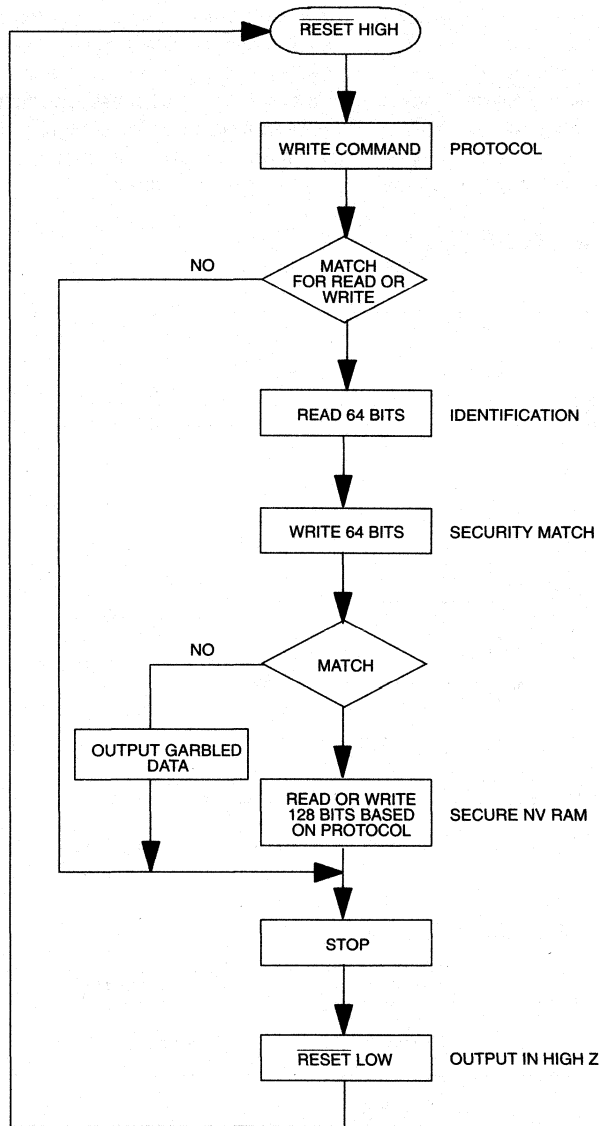 RESET HIGH
WRITE COMMAND
PROTOCOL
NO
MATCH
FOR READ OR
WRITE
READ 64 BITS
IDENTIFICATION
WRITE 64 BITS
SECURITY MATCH
NO
MATCH
OUTPUT GARBLED
DATA
READ OR WRITE
128 BITS BASED
ON PROTOCOL
SECURE NV RAM
STOP
RESET LOW
OUTPUT IN HIGH Z